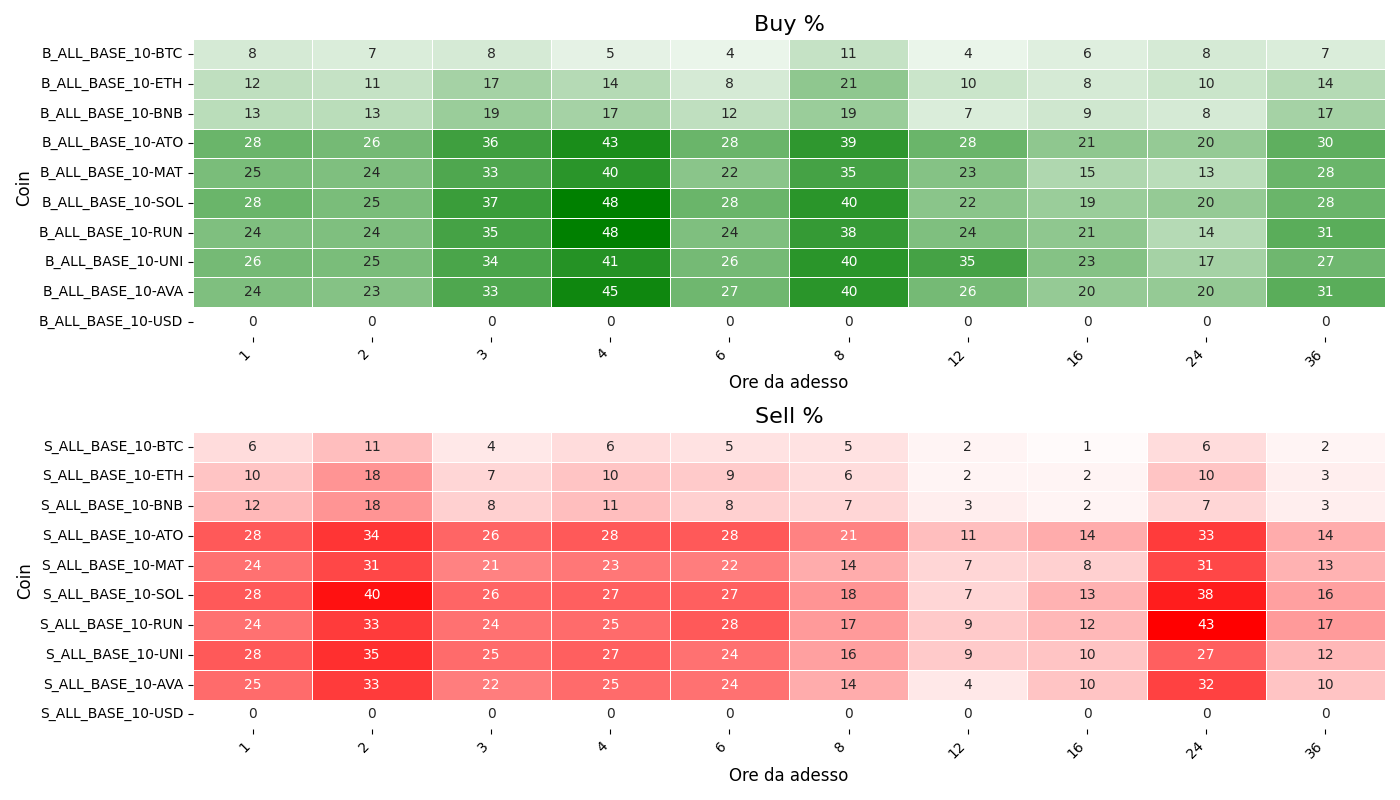 Buy %
Coin
B_ALL_BASE_10-BTC 8 7 8 5 4 11 4 6 8 7
B_ALL_BASE_10-ETH 12 11 17 14 8 21 10 8 10 14
B_ALL_BASE_10-BNB 13 13 19 17 12 19 7 9 8 17
B_ALL_BASE_10-ATO 28 26 36 43 28 39 28 21 20 30
B_ALL_BASE_10-MAT 25 24 33 40 22 35 23 15 13 28
B_ALL_BASE_10-SOL 28 25 37 48 28 40 22 19 20 28
B_ALL_BASE_10-RUN 24 24 35 48 24 38 24 21 14 31
B_ALL_BASE_10-UNI 26 25 34 41 26 40 35 23 17 27
B_ALL_BASE_10-AVA 24 23 33 45 27 40 26 20 20 31
B_ALL_BASE_10-USD 0 0 0 0 0 0 0 0 0 0
1 2 3 4 6 8 12 16 24 36
Ore da adesso
Sell %
Coin
S_ALL_BASE_10-BTC 6 11 4 6 5 5 2 1 6 2
S_ALL_BASE_10-ETH 10 18 7 10 9 6 2 2 10 3
S_ALL_BASE_10-BNB 12 18 8 11 8 7 3 2 7 3
S_ALL_BASE_10-ATO 28 34 26 28 28 21 11 14 33 14
S_ALL_BASE_10-MAT 24 31 21 23 22 14 7 8 31 13
S_ALL_BASE_10-SOL 28 40 26 27 27 18 7 13 38 16
S_ALL_BASE_10-RUN 24 33 24 25 28 17 9 12 43 17
S_ALL_BASE_10-UNI 28 35 25 27 24 16 9 10 27 12
S_ALL_BASE_10-AVA 25 33 22 25 24 14 4 10 32 10
S_ALL_BASE_10-USD 0 0 0 0 0 0 0 0 0 0
1 2 3 4 6 8 12 16 24 36
Ore da adesso